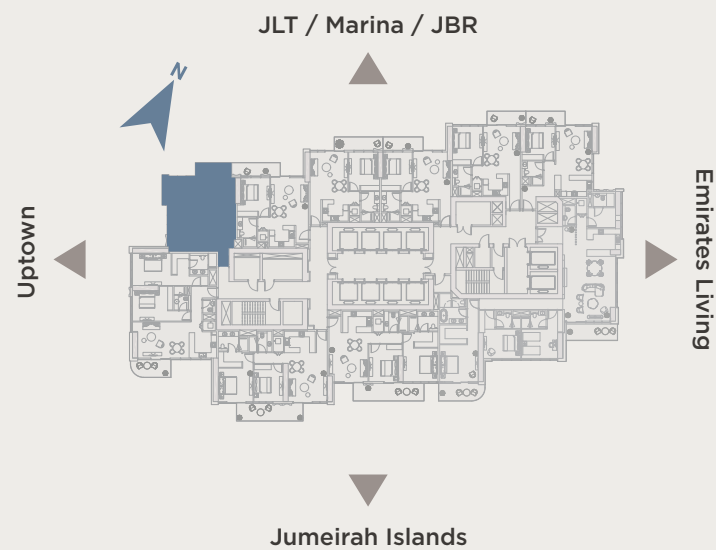 JLT / Marina / JBR
N
Uptown
Emirates Living
Jumeirah Islands